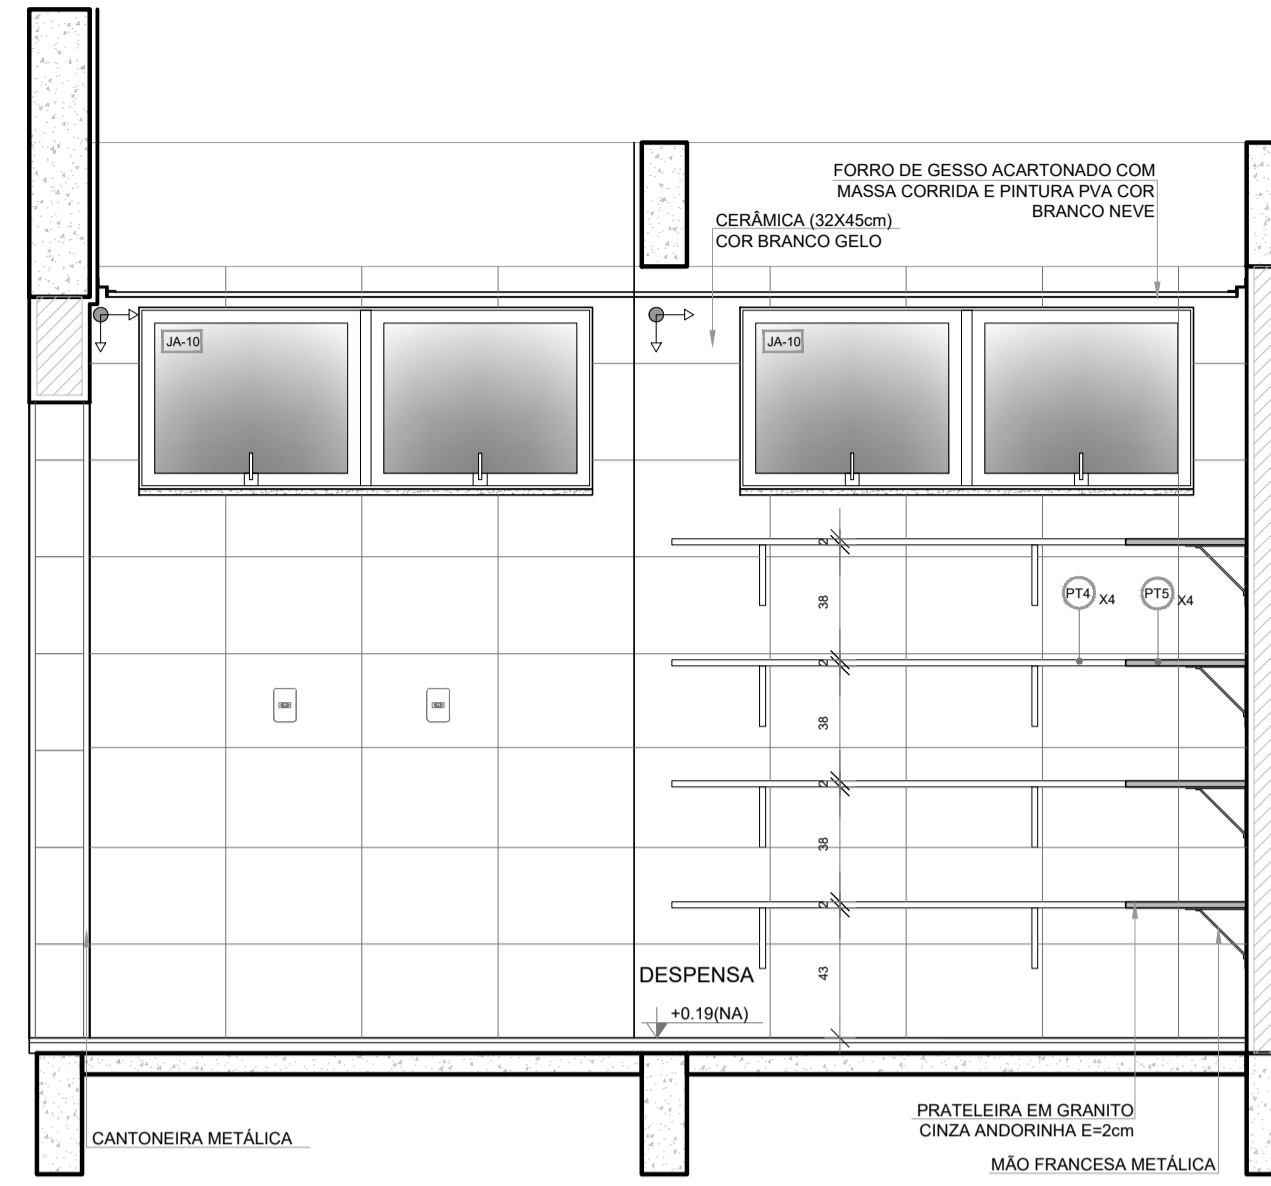 FORRO DE GESSO ACARTONADO COM
MASSA CORRIDA E PINTURA PVA COR
BRANCO NEVE
CERÂMICA (32X45cm)
COR BRANCO GELO
JA-10
JA-10
2
38
PT4 X4
PT5 X4
2
38
2
38
2
43
DESPENSA
+0.19(NA)
PRATELEIRA EM GRANITO
CINZA ANDORINHA E=2cm
CANTONEIRA METÁLICA
MÃO FRANCESA METÁLICA